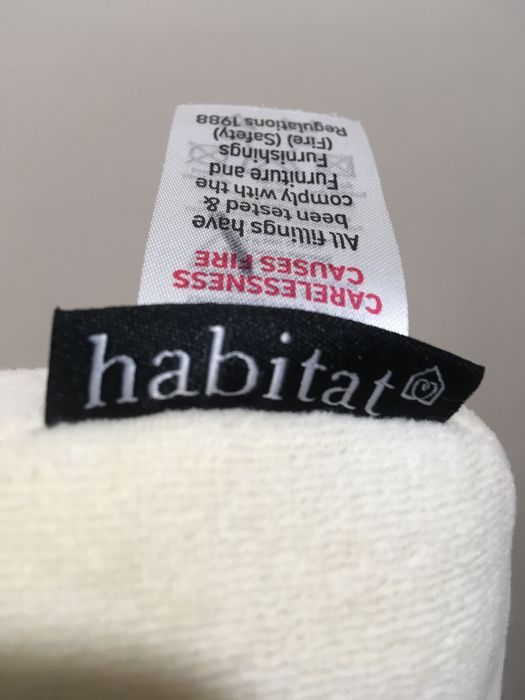 CARELESSNESS
CAUSES FIRE
All fillings have
been tested &
comply with the
Furniture and
Furnishings
(Fire) (Safety)
Regulations 1988
habitat